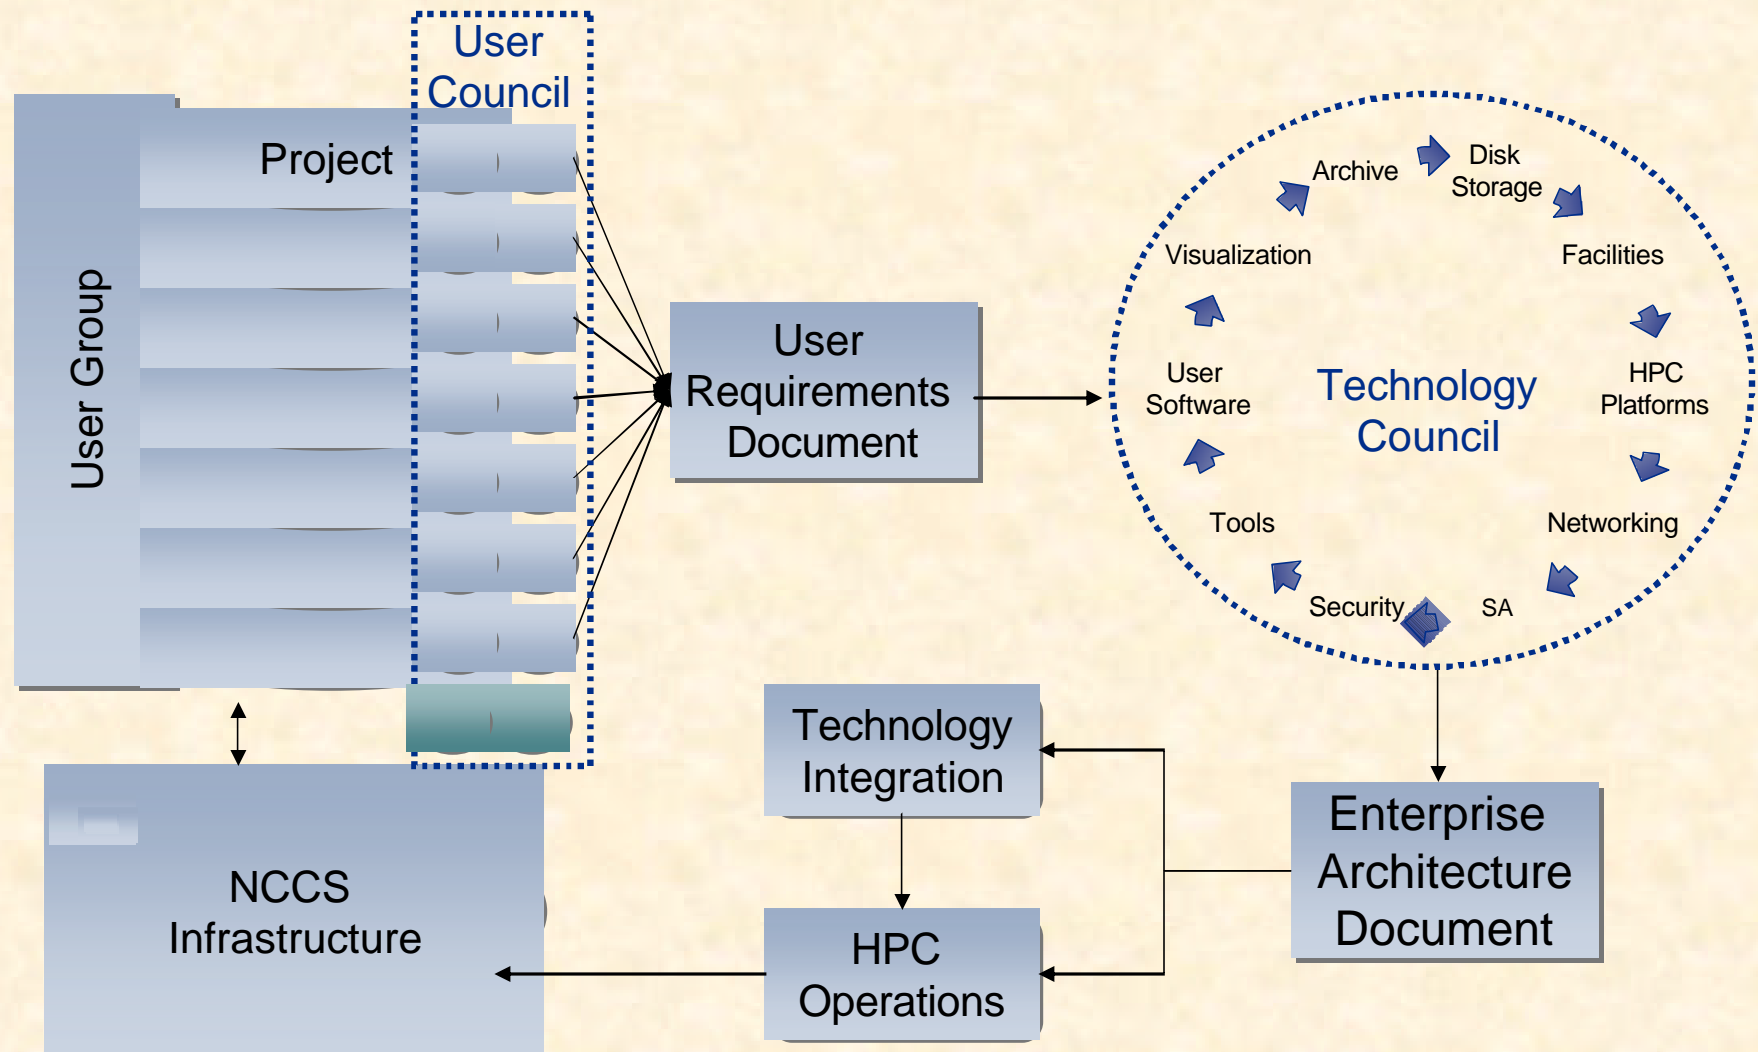 User
Council
Project
User Group
User
Requirements
Document
Technology
Council
Archive
Disk
Storage
Facilities
HPC
Platforms
Networking
SA
Security
Tools
User
Software
Visualization
Technology
Integration
Enterprise
Architecture
Document
NCCS
Infrastructure
HPC
Operations